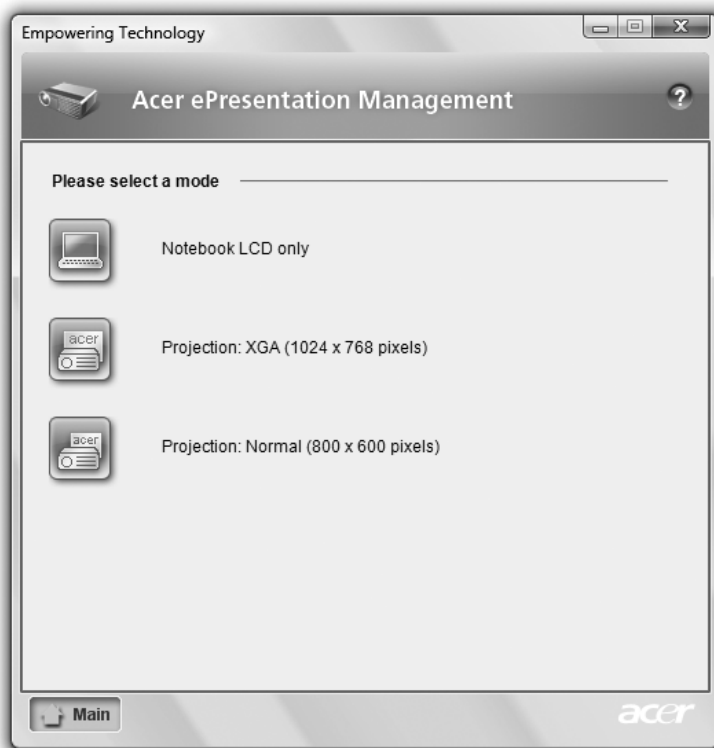 Empowering Technology
Acer ePresentation Management
?
Please select a mode
Notebook LCD only
acer
Projection: XGA (1024 x 768 pixels)
acer
Projection: Normal (800 x 600 pixels)
Main
acer